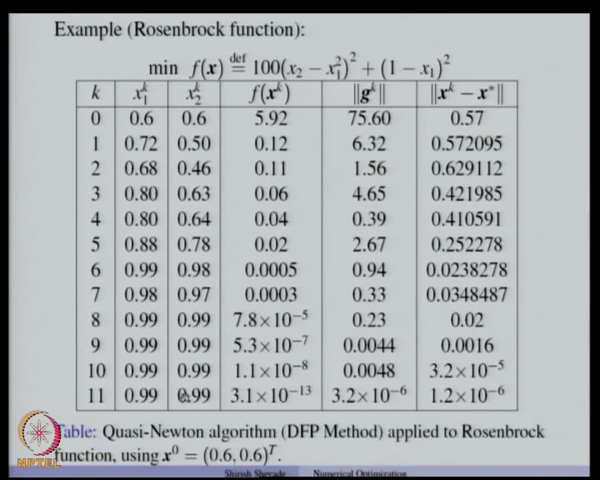 Example (Rosenbrock function):
min f(x) def= 100(x₂ − x₁²)² + (1 − x₁)²
k x₁ᵏ x₂ᵏ f(xᵏ) ||gᵏ|| ||xᵏ − x*||
0 0.6 0.6 5.92 75.60 0.57
1 0.72 0.50 0.12 6.32 0.572095
2 0.68 0.46 0.11 1.56 0.629112
3 0.80 0.63 0.06 4.65 0.421985
4 0.80 0.64 0.04 0.39 0.410591
5 0.88 0.78 0.02 2.67 0.252278
6 0.99 0.98 0.0005 0.94 0.0238278
7 0.98 0.97 0.0003 0.33 0.0348487
8 0.99 0.99 7.8×10⁻⁵ 0.23 0.02
9 0.99 0.99 5.3×10⁻⁷ 0.0044 0.0016
10 0.99 0.99 1.1×10⁻⁸ 0.0048 3.2×10⁻⁵
11 0.99 0.99 3.1×10⁻¹³ 3.2×10⁻⁶ 1.2×10⁻⁶
Table: Quasi-Newton algorithm (DFP Method) applied to Rosenbrock
function, using x⁰ = (0.6, 0.6)ᵀ.
NPTEL
Shirish Shevade Numerical Optimization